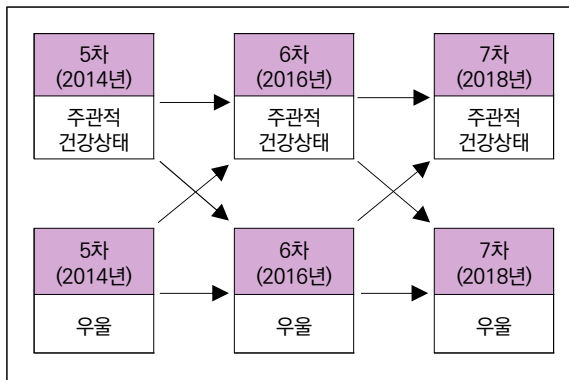 5차
(2014년)
주관적
건강상태
6차
(2016년)
주관적
건강상태
7차
(2018년)
주관적
건강상태
5차
(2014년)
우울
6차
(2016년)
우울
7차
(2018년)
우울